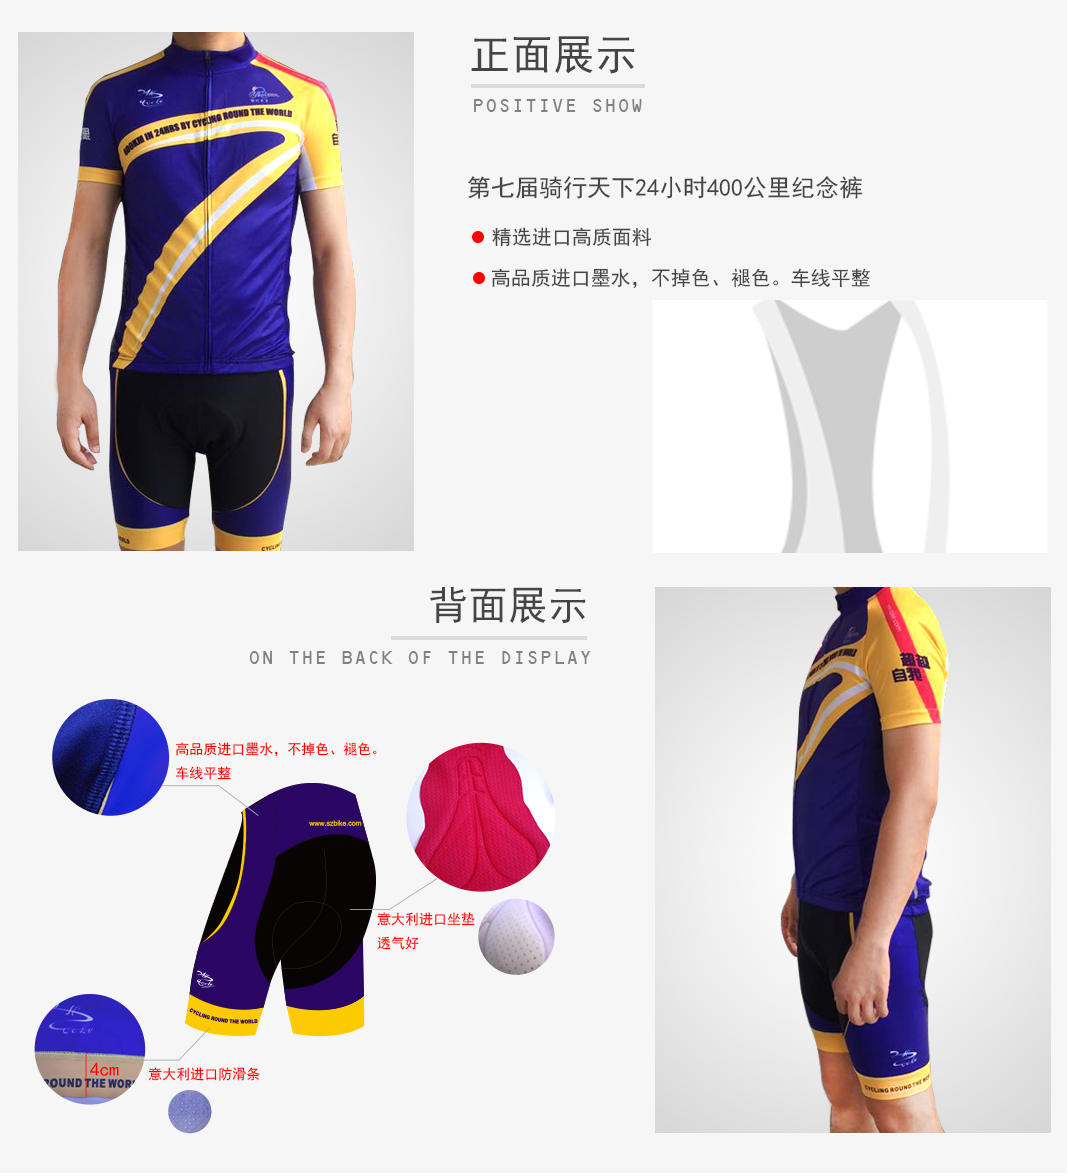 正面展示
POSITIVE SHOW
第七届骑行天下24小时400公里纪念裤
精选进口高质面料
高品质进口墨水，不掉色、褪色。车线平整
400KM IN 24HRS BY CYCLING ROUND THE WORLD
背面展示
ON THE BACK OF THE DISPLAY
超越
自我
高品质进口墨水，不掉色、褪色。
车线平整
www.szbike.com
意大利进口坐垫
透气好
CYCLING ROUND THE WORLD
4cm
ROUND THE WOR
意大利进口防滑条
CYCLING ROUND THE WORLD